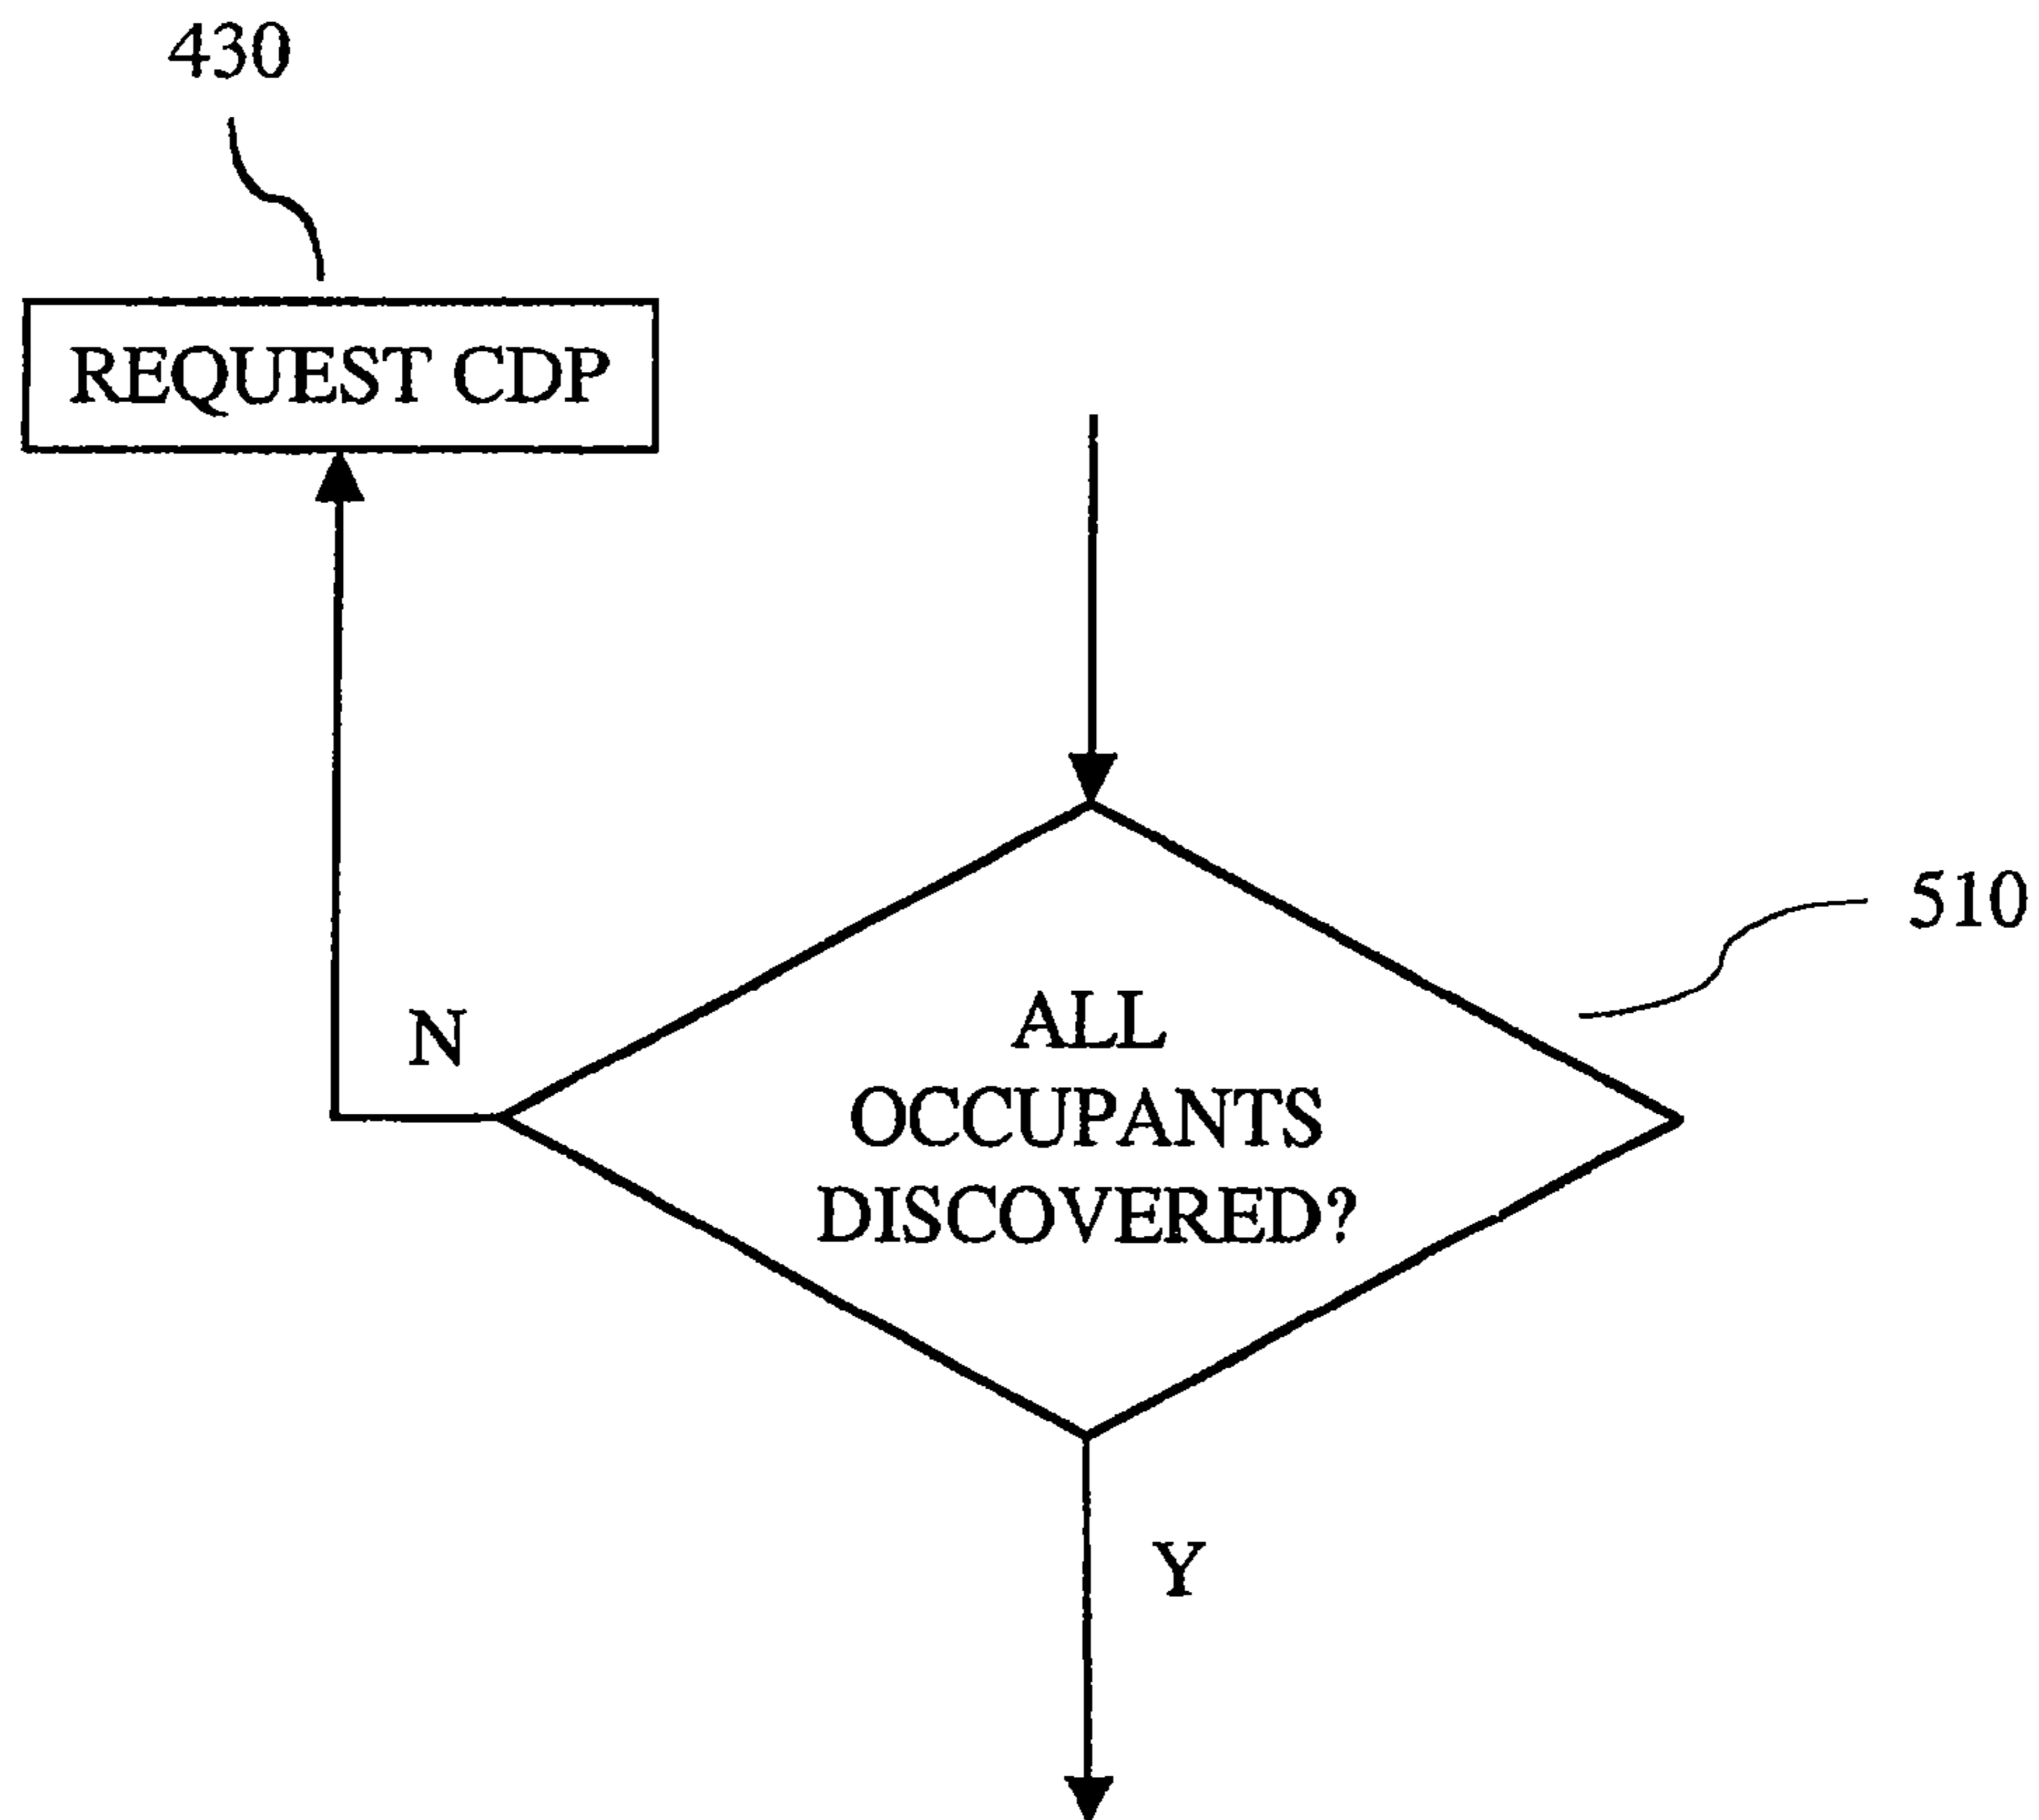 430
REQUEST CDP
510
N
ALL
OCCUPANTS
DISCOVERED?
Y